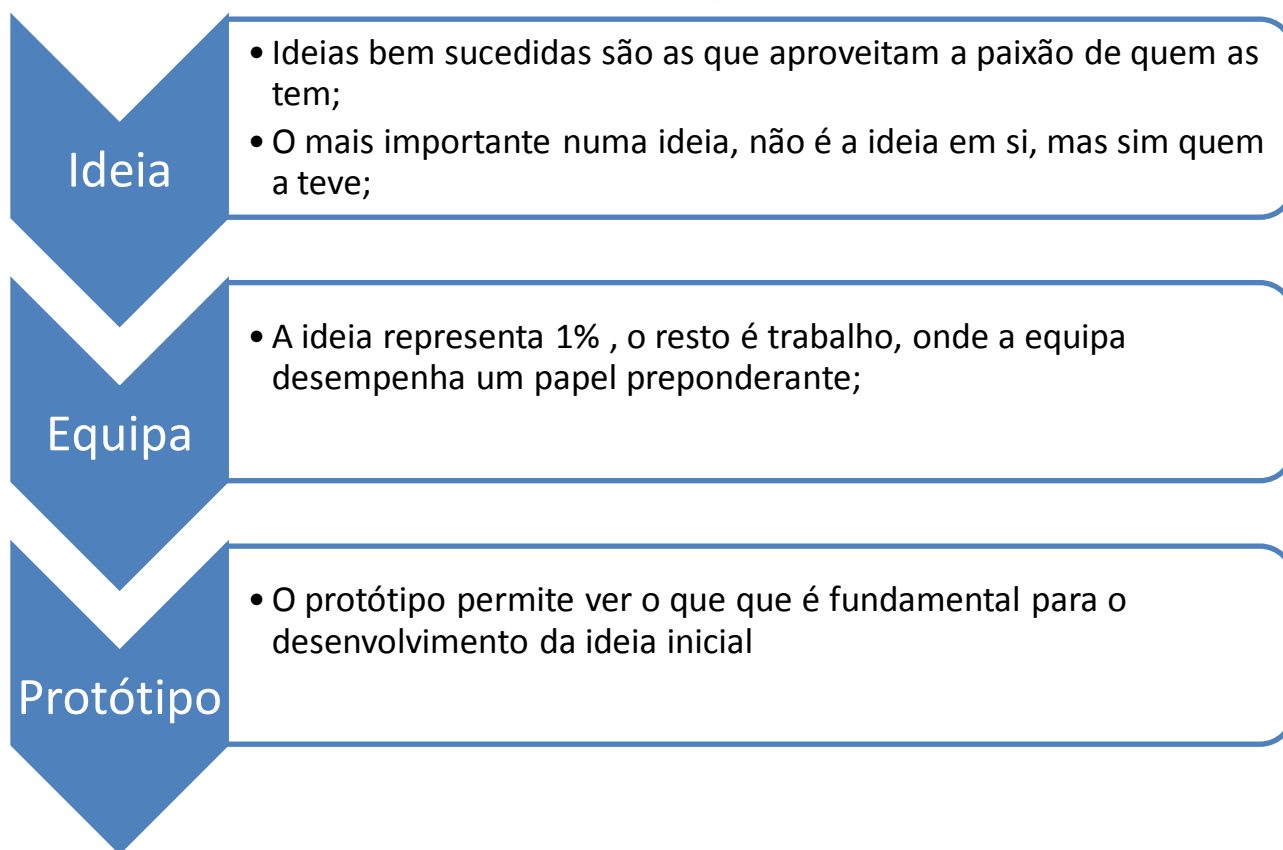 Ideia
• Ideias bem sucedidas são as que aproveitam a paixão de quem as
tem;
• O mais importante numa ideia, não é a ideia em si, mas sim quem
a teve;
Equipa
• A ideia representa 1% , o resto é trabalho, onde a equipa
desempenha um papel preponderante;
Protótipo
• O protótipo permite ver o que que é fundamental para o
desenvolvimento da ideia inicial